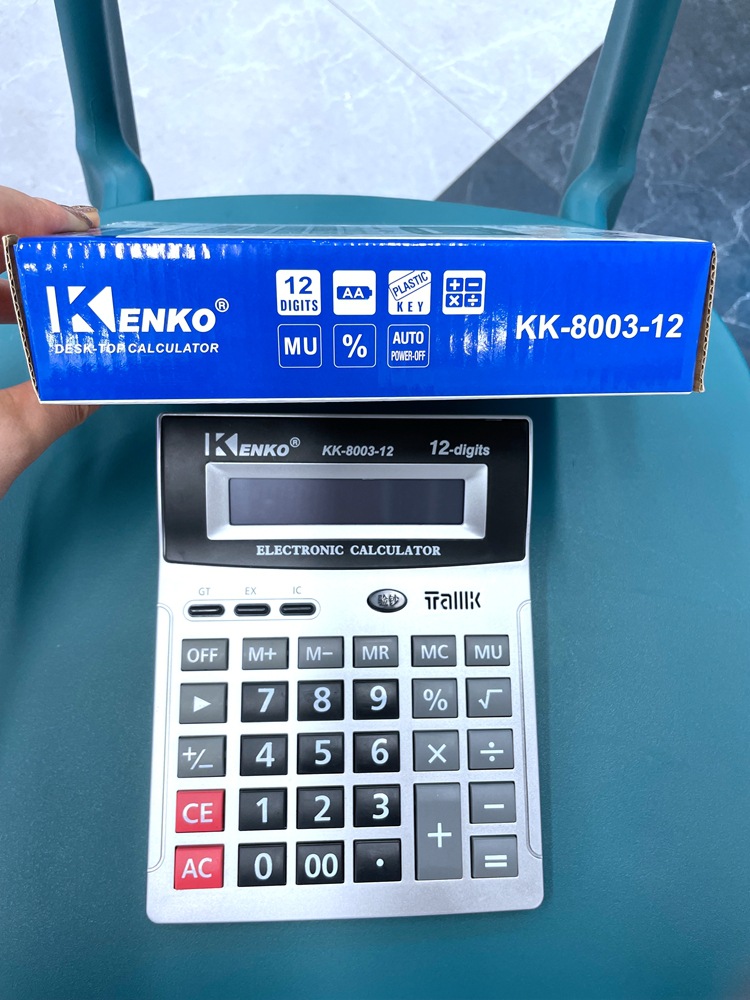 KENKO®
DESK-TOP CALCULATOR
12 DIGITS
AA
PLASTIC KEY
+ − × ÷
MU
%
AUTO POWER-OFF
KK-8003-12
KENKO® KK-8003-12 12-digits
ELECTRONIC CALCULATOR
GT EX IC
验钞 Tallk
OFF M+ M− MR MC MU
▶ 7 8 9 % √
+/− 4 5 6 × ÷
CE 1 2 3 + −
AC 0 00 · =